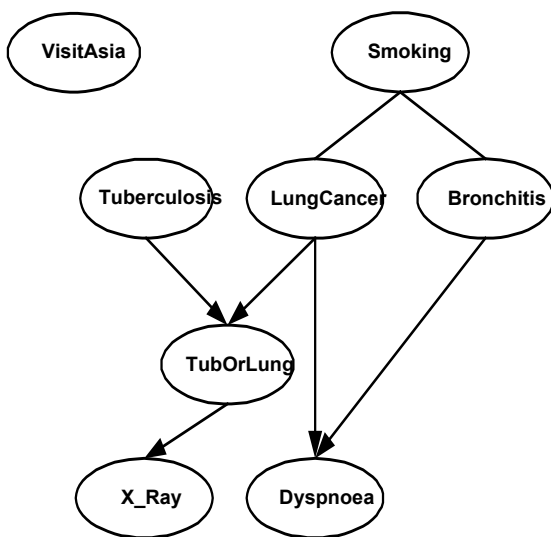 VisitAsia
Smoking
Tuberculosis
LungCancer
Bronchitis
TubOrLung
X_Ray
Dyspnoea